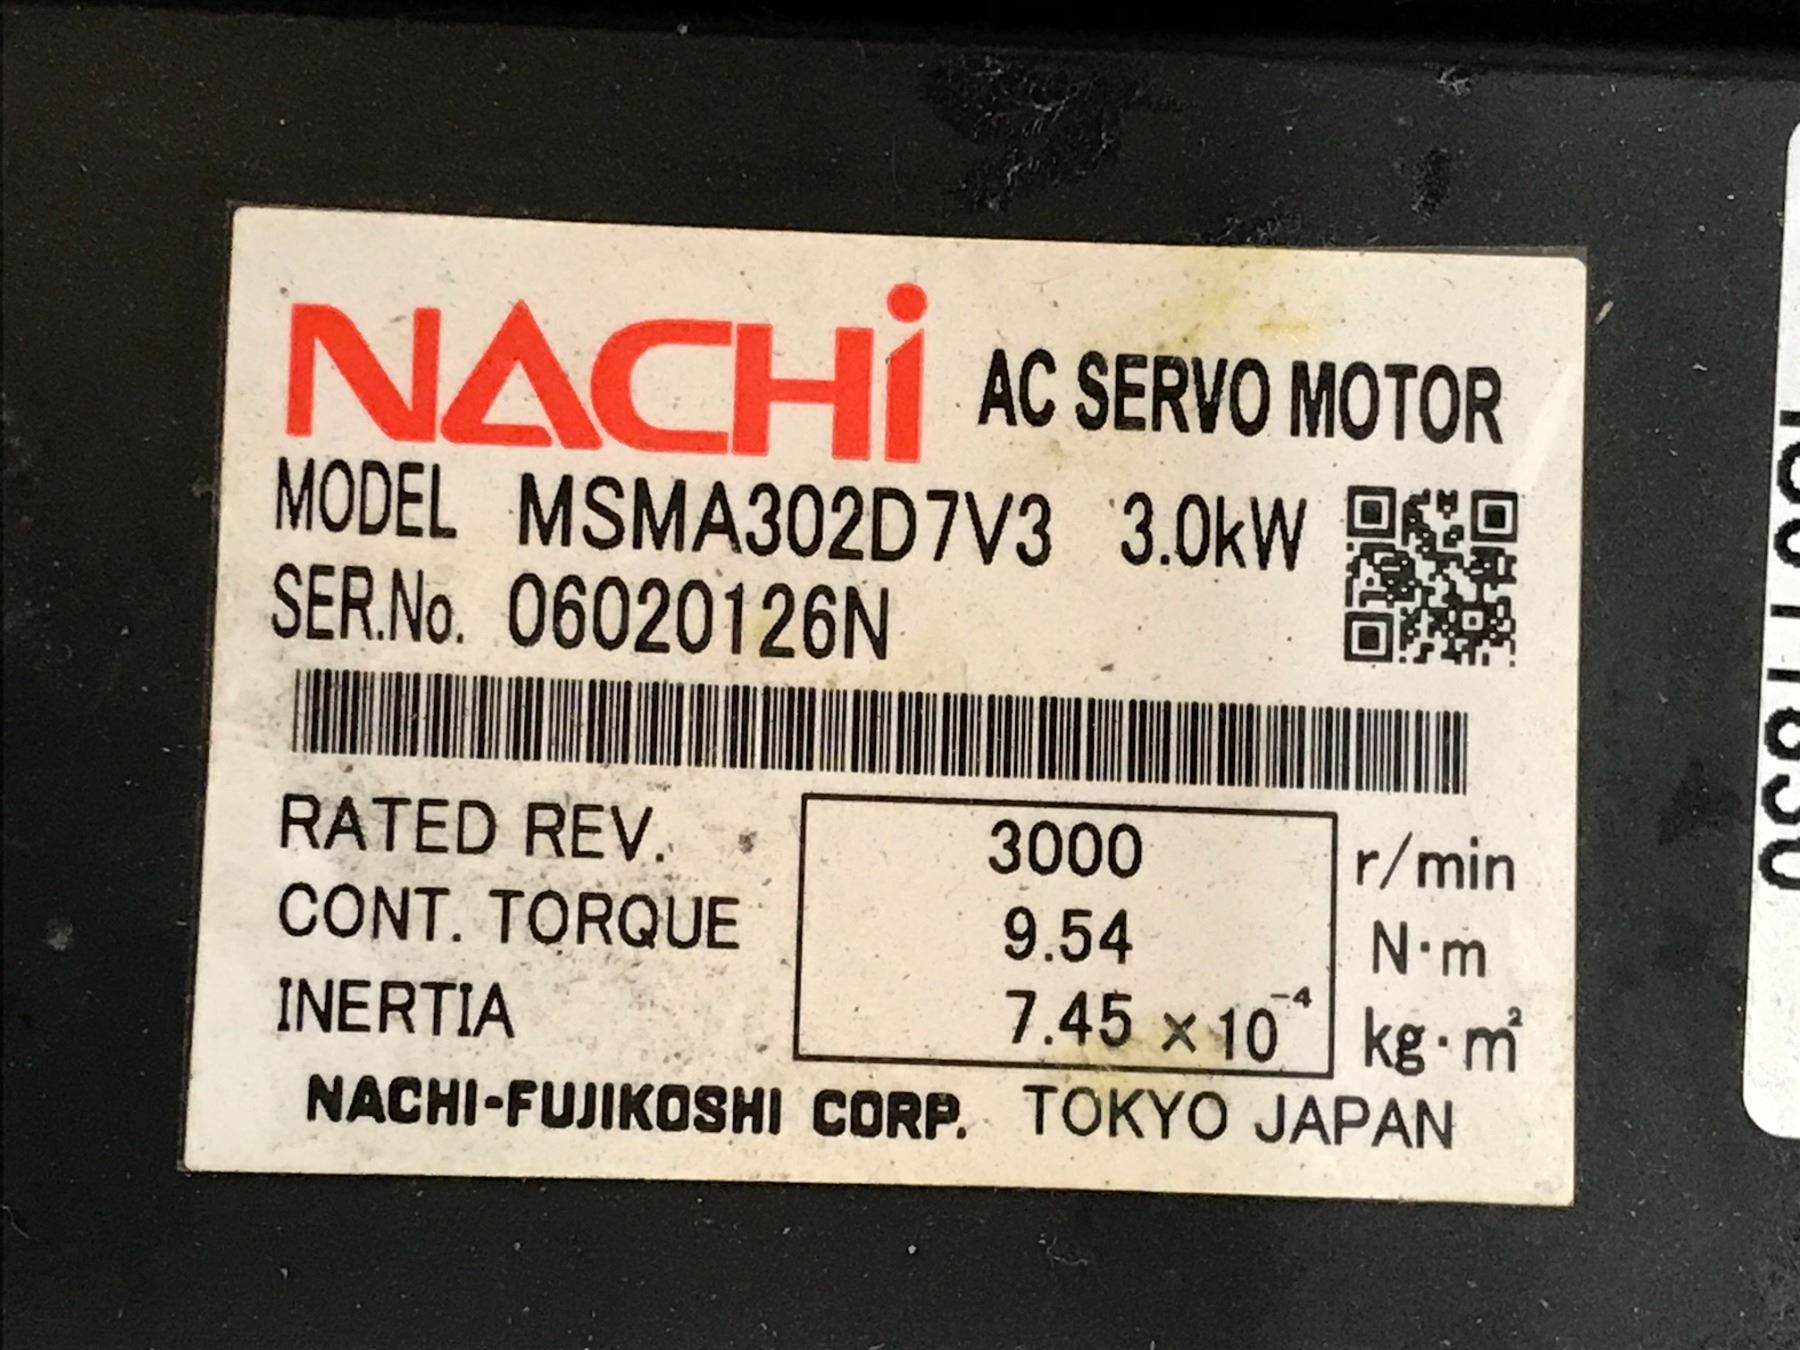 NACHi AC SERVO MOTOR
MODEL MSMA302D7V3 3.0kW
SER.No. 06020126N
RATED REV. 3000 r/min
CONT. TORQUE 9.54 N·m
INERTIA 7.45 ×10⁻⁴ kg·m²
NACHI-FUJIKOSHI CORP. TOKYO JAPAN